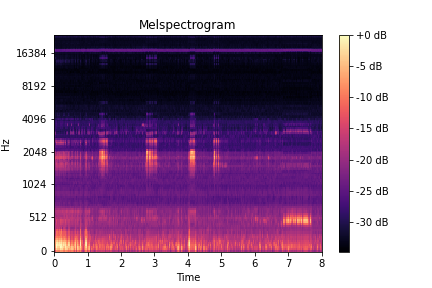 Melspectrogram
+0 dB
16384
-5 dB
8192
-10 dB
4096
-15 dB
Hz
2048
-20 dB
1024
-25 dB
512
-30 dB
0
0 1 2 3 4 5 6 7 8
Time